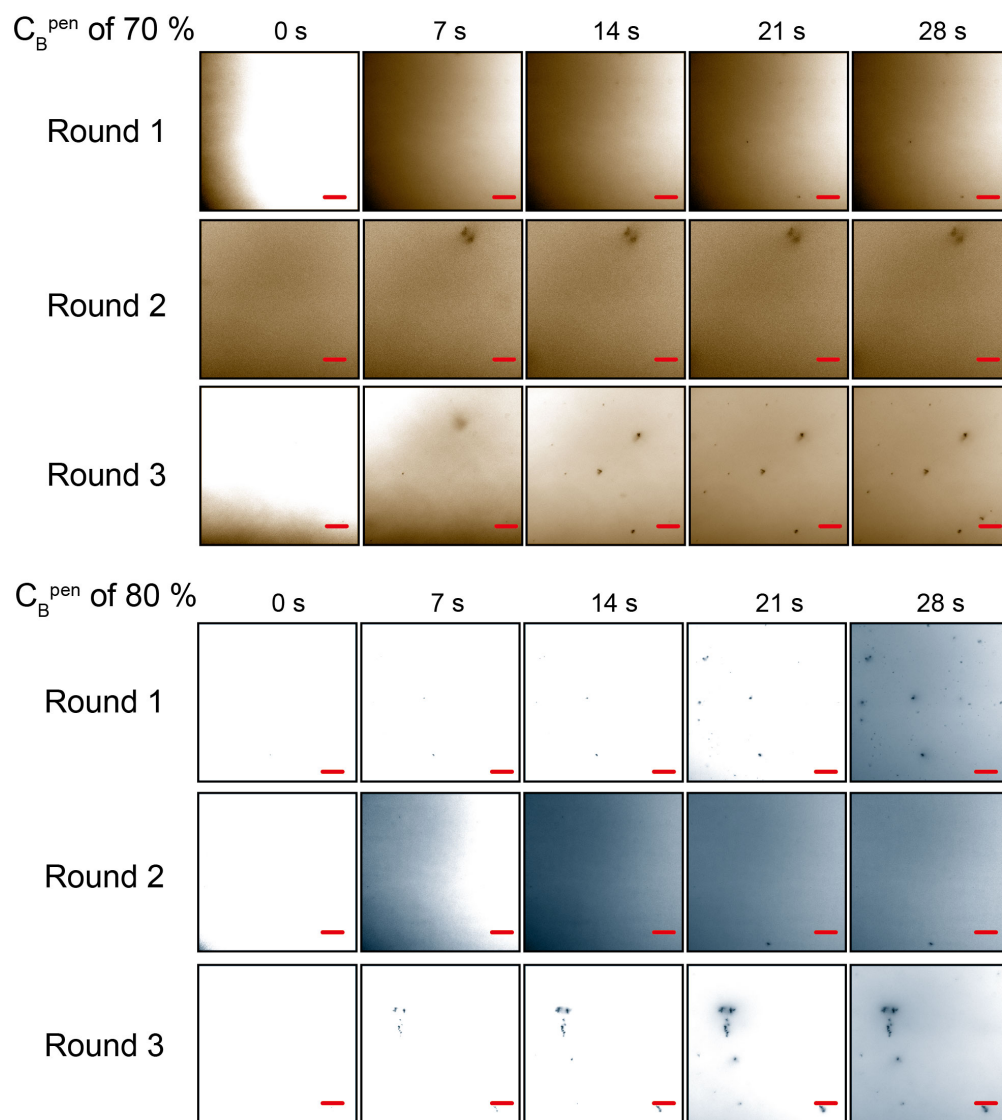 C_B^pen of 70 % 0 s 7 s 14 s 21 s 28 s
Round 1
Round 2
Round 3
C_B^pen of 80 % 0 s 7 s 14 s 21 s 28 s
Round 1
Round 2
Round 3